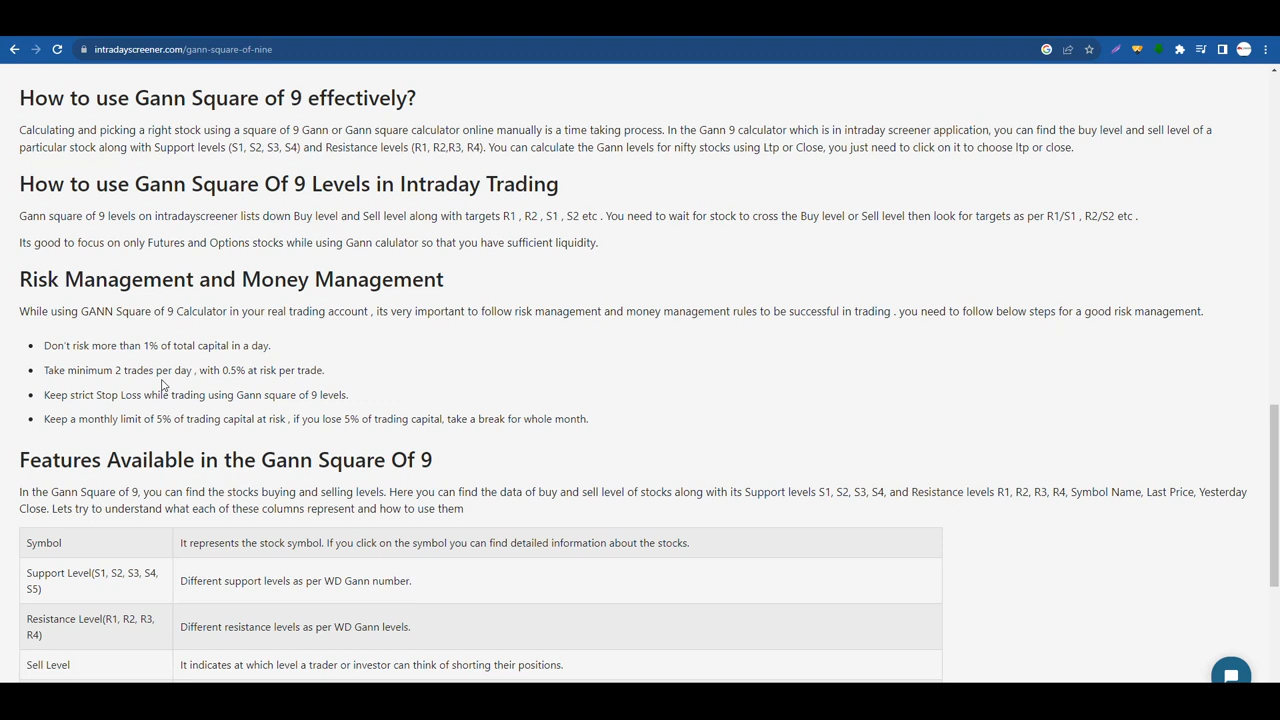 intradayscreener.com/gann-square-of-nine
How to use Gann Square of 9 effectively?
Calculating and picking a right stock using a square of 9 Gann or Gann square calculator online manually is a time taking process. In the Gann 9 calculator which is in intraday screener application, you can find the buy level and sell level of a
particular stock along with Support levels (S1, S2, S3, S4) and Resistance levels (R1, R2,R3, R4). You can calculate the Gann levels for nifty stocks using Ltp or Close, you just need to click on it to choose ltp or close.
How to use Gann Square Of 9 Levels in Intraday Trading
Gann square of 9 levels on intradayscreener lists down Buy level and Sell level along with targets R1 , R2 , S1 , S2 etc . You need to wait for stock to cross the Buy level or Sell level then look for targets as per R1/S1 , R2/S2 etc .
Its good to focus on only Futures and Options stocks while using Gann calulator so that you have sufficient liquidity.
Risk Management and Money Management
While using GANN Square of 9 Calculator in your real trading account , its very important to follow risk management and money management rules to be successful in trading . you need to follow below steps for a good risk management.
• Don't risk more than 1% of total capital in a day.
• Take minimum 2 trades per day , with 0.5% at risk per trade.
• Keep strict Stop Loss while trading using Gann square of 9 levels.
• Keep a monthly limit of 5% of trading capital at risk , if you lose 5% of trading capital, take a break for whole month.
Features Available in the Gann Square Of 9
In the Gann Square of 9, you can find the stocks buying and selling levels. Here you can find the data of buy and sell level of stocks along with its Support levels S1, S2, S3, S4, and Resistance levels R1, R2, R3, R4, Symbol Name, Last Price, Yesterday
Close. Lets try to understand what each of these columns represent and how to use them
Symbol It represents the stock symbol. If you click on the symbol you can find detailed information about the stocks.
Support Level(S1, S2, S3, S4,
S5) Different support levels as per WD Gann number.
Resistance Level(R1, R2, R3,
R4) Different resistance levels as per WD Gann levels.
Sell Level It indicates at which level a trader or investor can think of shorting their positions.